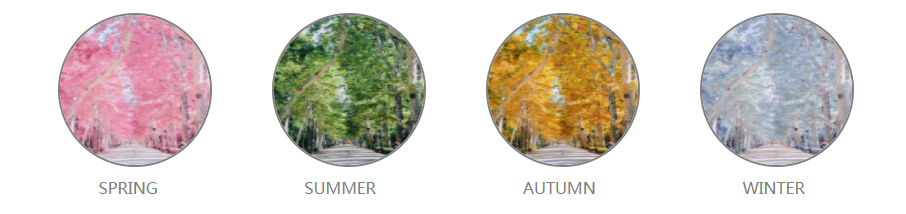 SPRING
SUMMER
AUTUMN
WINTER